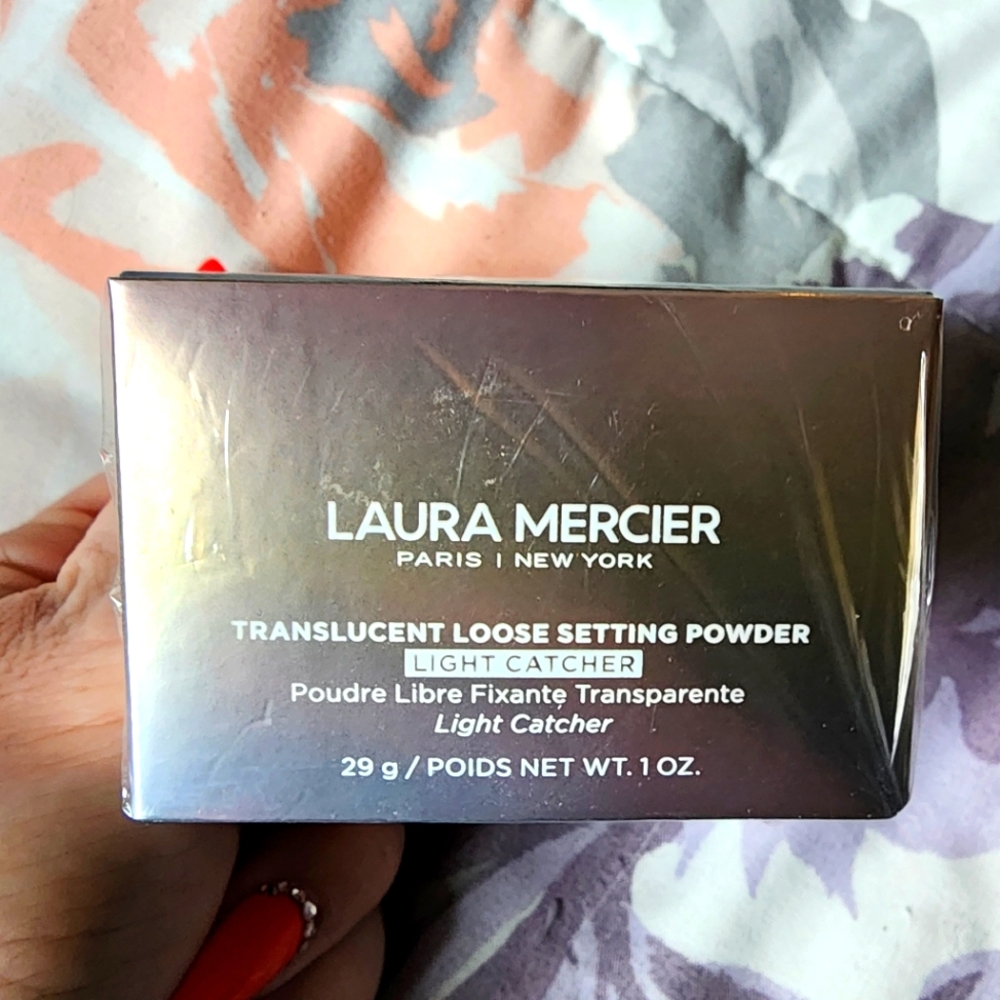 LAURA MERCIER
PARIS | NEW YORK
TRANSLUCENT LOOSE SETTING POWDER
LIGHT CATCHER
Poudre Libre Fixante Transparente
Light Catcher
29 g / POIDS NET WT. 1 OZ.